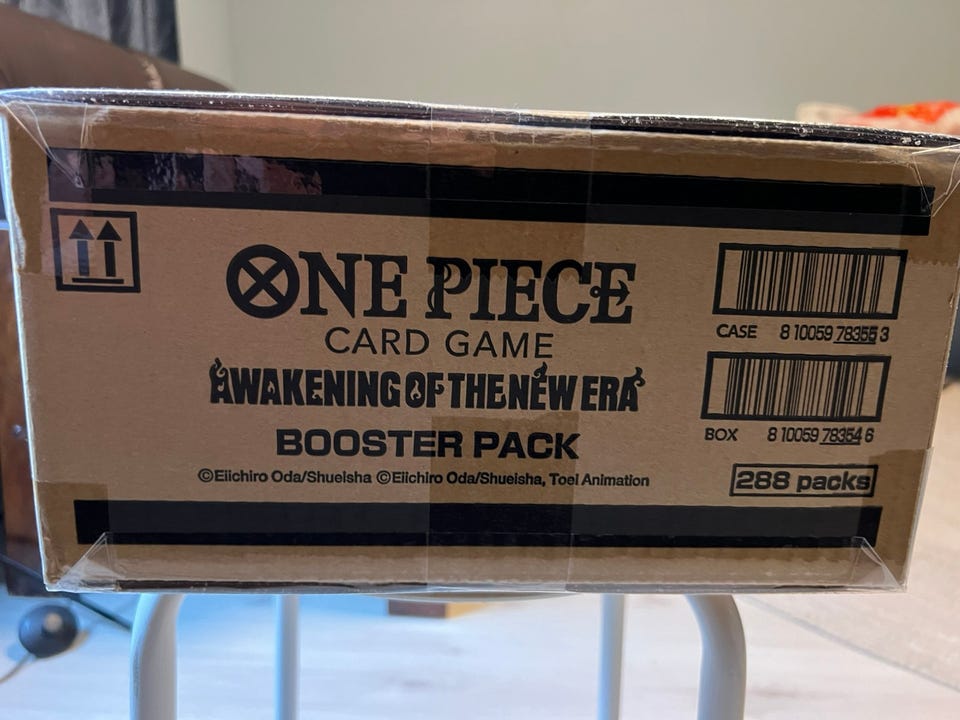 ONE PIECE
CARD GAME
AWAKENING OF THE NEW ERA
BOOSTER PACK
©Eiichiro Oda/Shueisha ©Eiichiro Oda/Shueisha, Toei Animation
CASE 8 10059 78355 3
BOX 8 10059 78354 6
288 packs